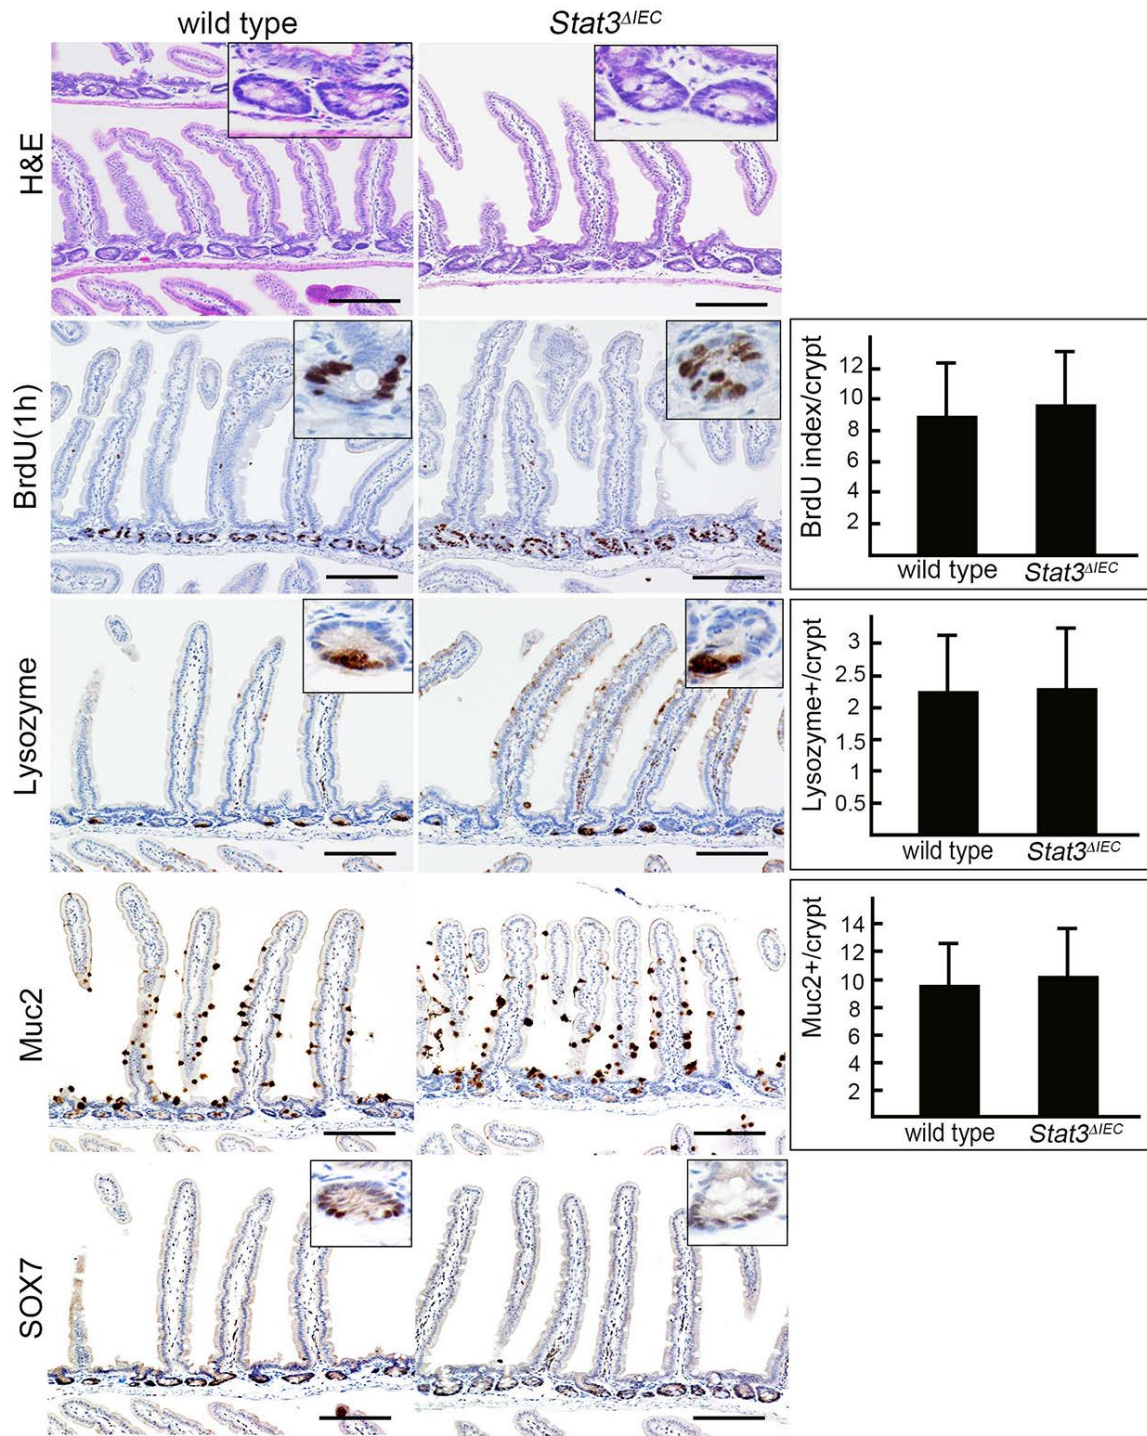 wild type
Stat3ΔIEC
H&E
BrdU(1h)
BrdU index/crypt
12
10
8
6
4
2
wild type
Stat3ΔIEC
Lysozyme
Lysozyme+/crypt
3
2.5
2
1.5
1
0.5
wild type
Stat3ΔIEC
Muc2
Muc2+/crypt
14
12
10
8
6
4
2
wild type
Stat3ΔIEC
SOX7